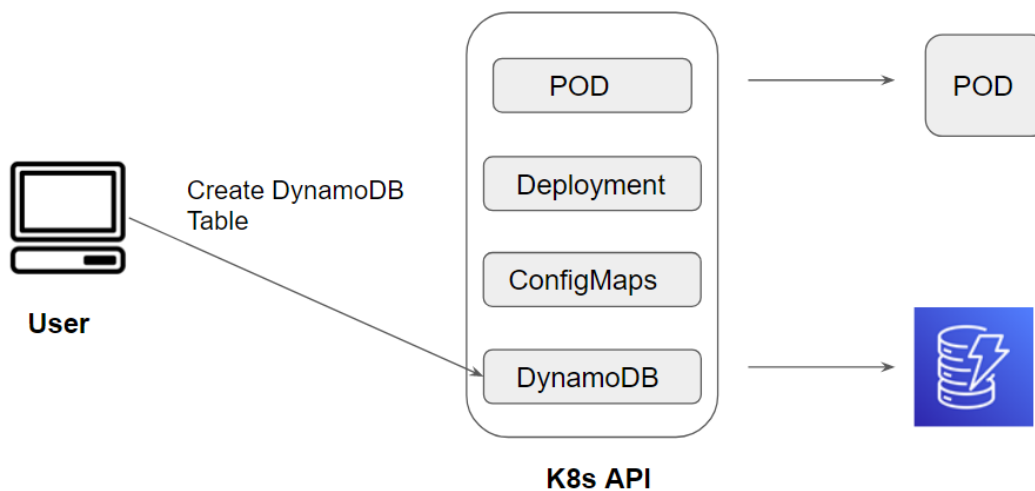 POD
POD
Create DynamoDB
Table
Deployment
ConfigMaps
User
DynamoDB
K8s API